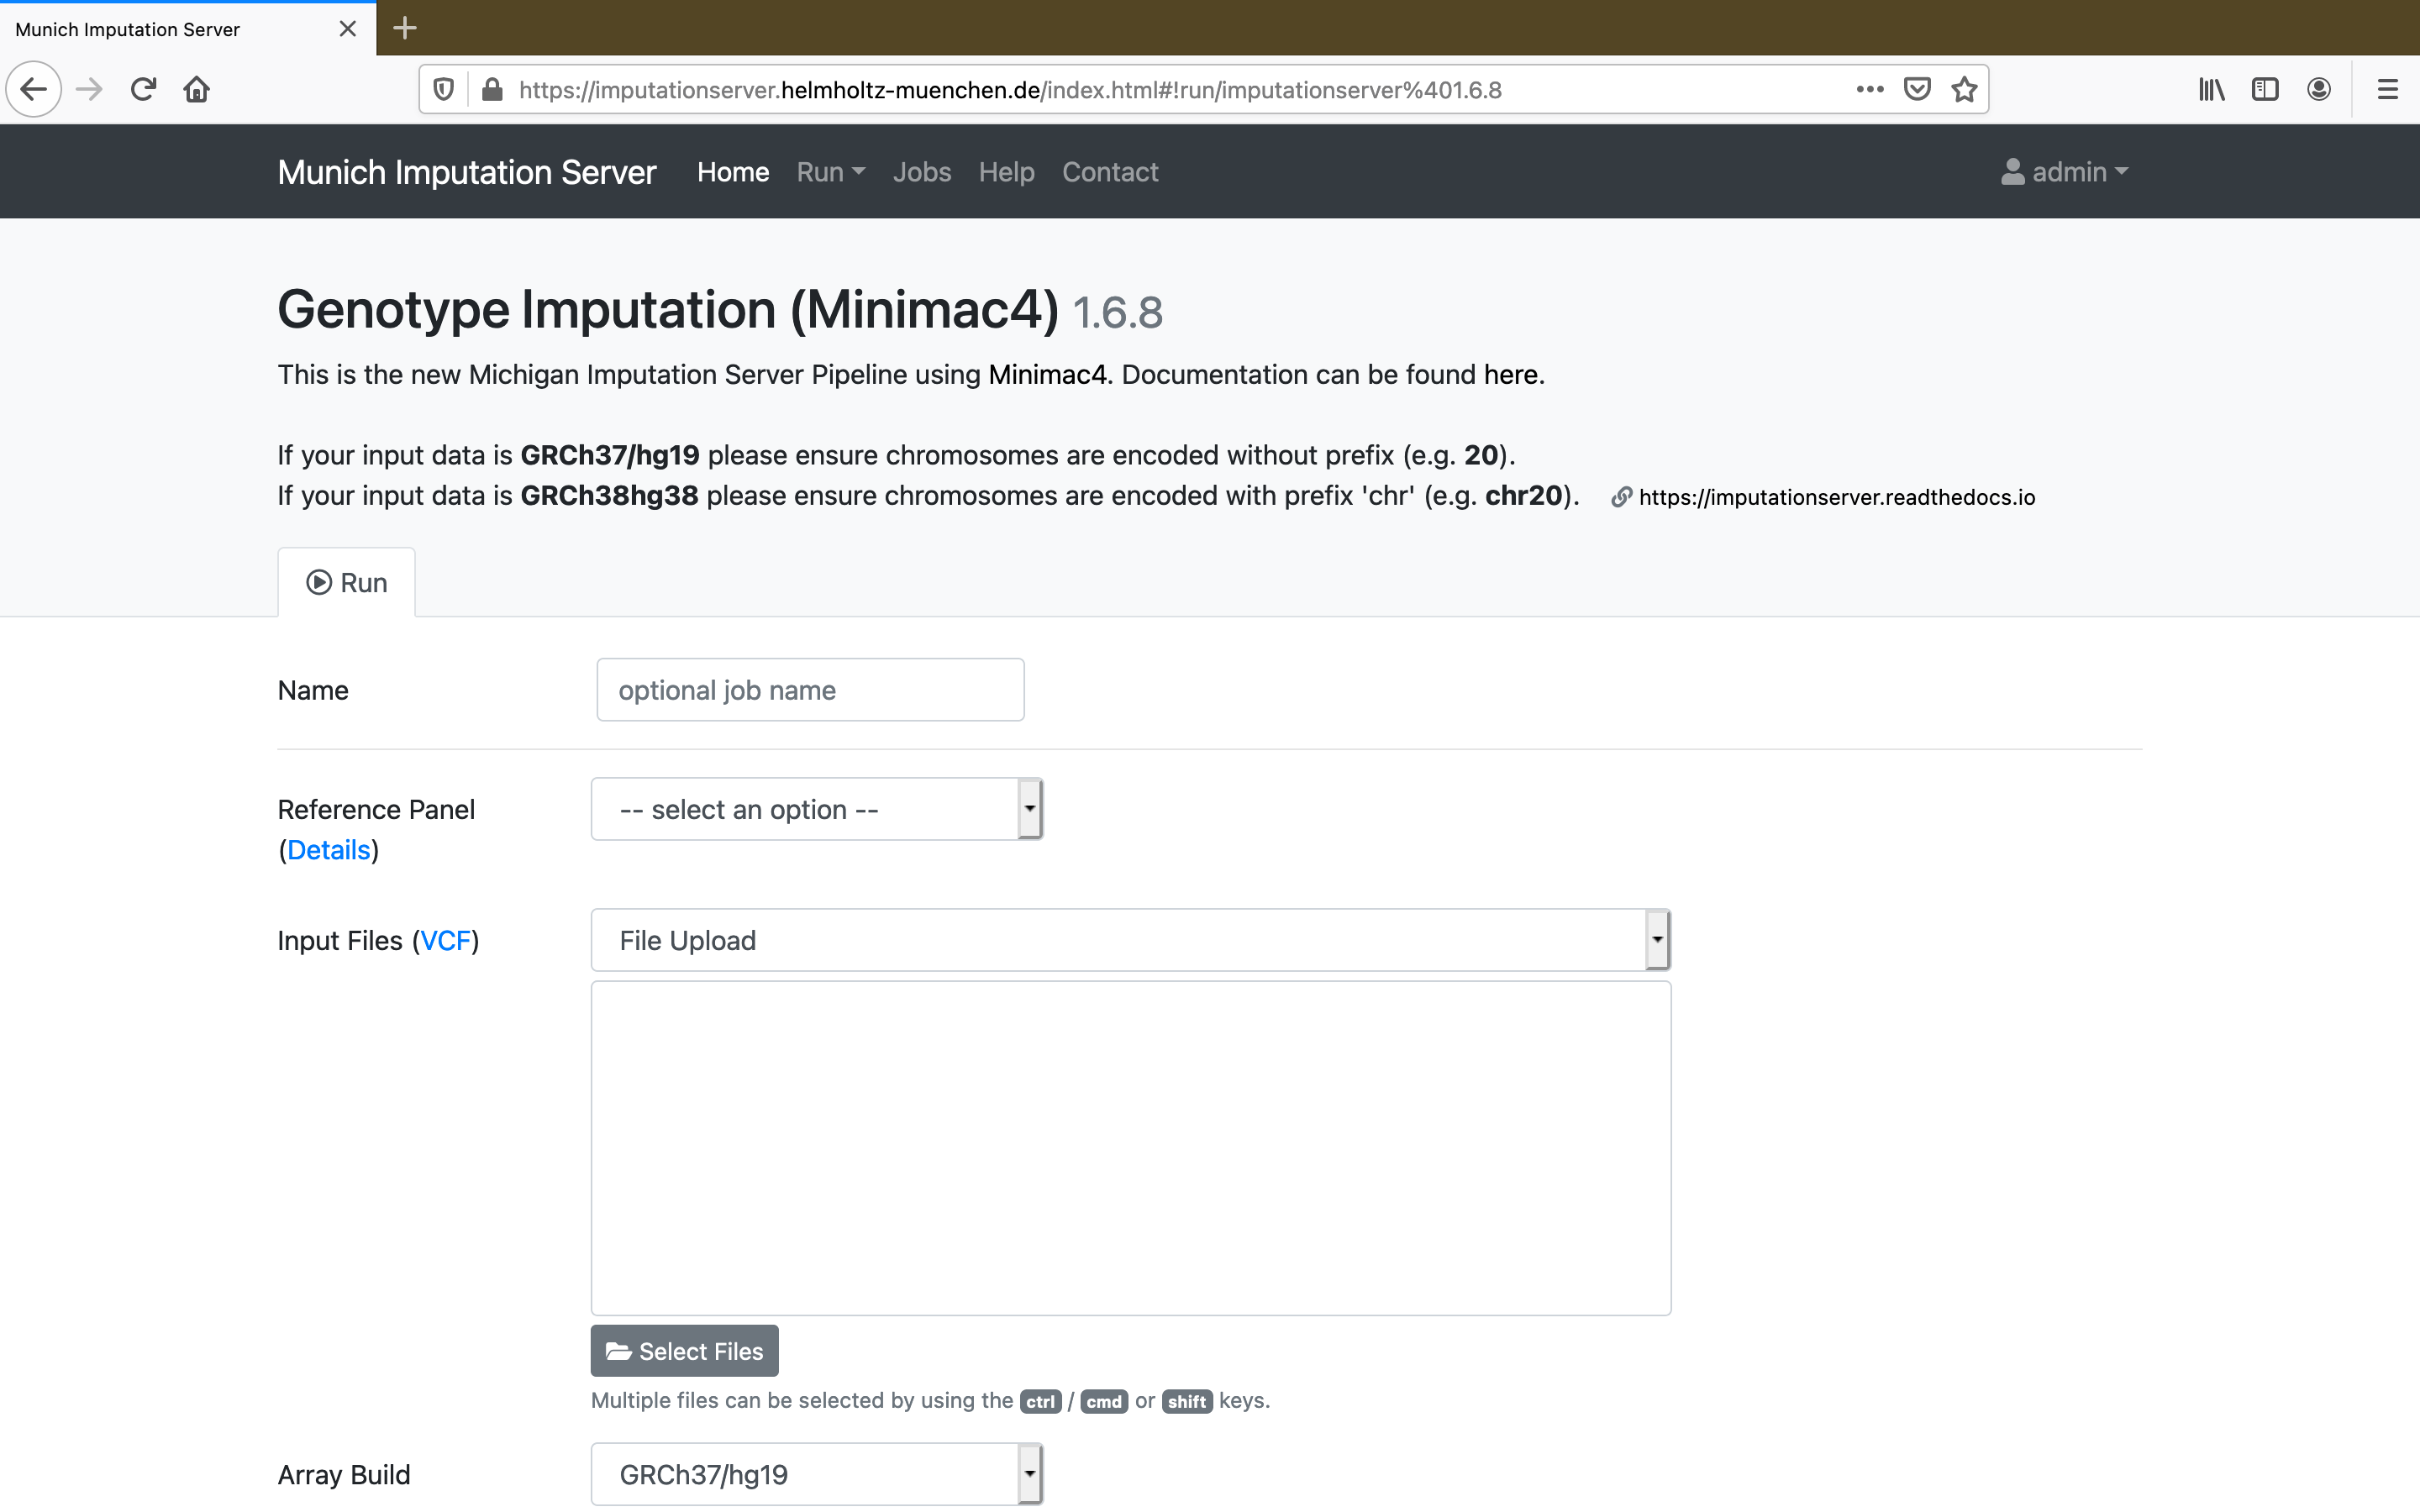 Munich Imputation Server
https://imputationserver.helmholtz-muenchen.de/index.html#!run/imputationserver%401.6.8
Munich Imputation Server Home Run Jobs Help Contact admin
Genotype Imputation (Minimac4) 1.6.8
This is the new Michigan Imputation Server Pipeline using Minimac4. Documentation can be found here.
If your input data is GRCh37/hg19 please ensure chromosomes are encoded without prefix (e.g. 20).
If your input data is GRCh38hg38 please ensure chromosomes are encoded with prefix 'chr' (e.g. chr20). https://imputationserver.readthedocs.io
Run
Name optional job name
Reference Panel -- select an option --
(Details)
Input Files (VCF) File Upload
Select Files
Multiple files can be selected by using the ctrl / cmd or shift keys.
Array Build GRCh37/hg19